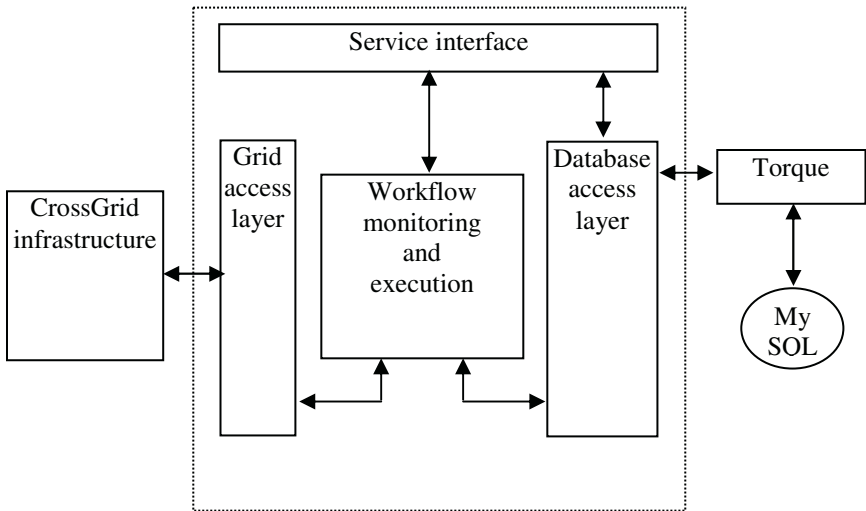 Service interface
Grid
access
layer
Database
access
layer
Torque
Workflow
monitoring
and
execution
CrossGrid
infrastructure
My
SOL